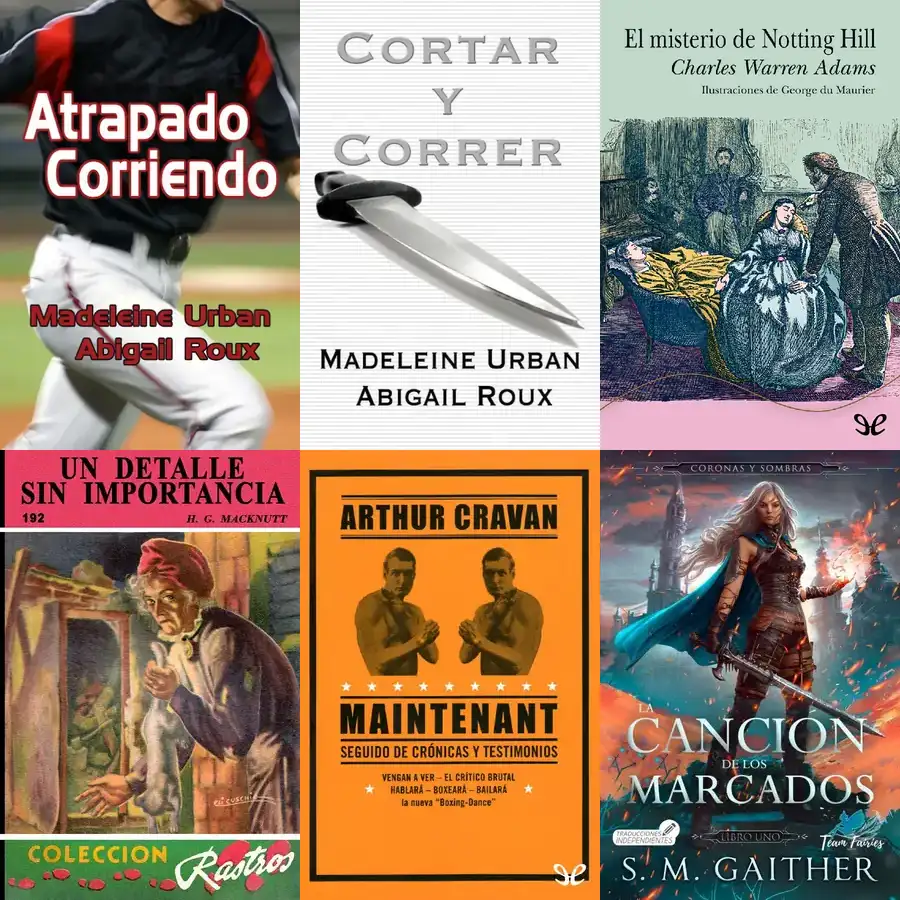 Atrapado
Corriendo
Madeleine Urban
Abigail Roux
CORTAR
Y
CORRER
MADELEINE URBAN
ABIGAIL ROUX
El misterio de Notting Hill
Charles Warren Adams
Ilustraciones de George du Maurier
UN DETALLE
SIN IMPORTANCIA
192 H. G. MACKNUTT
COLECCION
Rastros
ARTHUR CRAVAN
MAINTENANT
SEGUIDO DE CRÓNICAS Y TESTIMONIOS
VENGAN A VER – EL CRÍTICO BRUTAL
HABLARÁ – BOXEARÁ – BAILARÁ
la nueva "Boxing-Dance"
CORONAS Y SOMBRAS
LA
CANCION
DE LOS
MARCADOS
LIBRO UNO
TRADUCCIONES
INDEPENDIENTES
Team Fairies
S. M. GAITHER